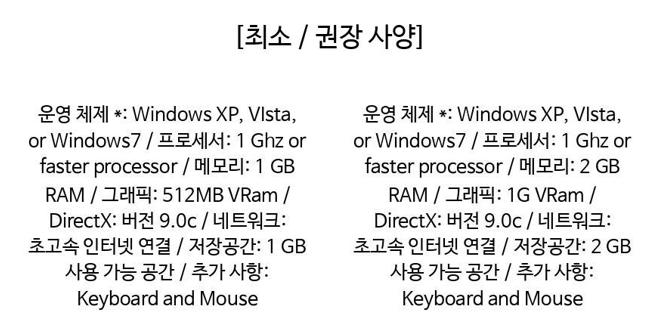 [최소 / 권장 사양]
운영 체제 *: Windows XP, VIsta,
or Windows7 / 프로세서: 1 Ghz or
faster processor / 메모리: 1 GB
RAM / 그래픽: 512MB VRam /
DirectX: 버전 9.0c / 네트워크:
초고속 인터넷 연결 / 저장공간: 1 GB
사용 가능 공간 / 추가 사항:
Keyboard and Mouse
운영 체제 *: Windows XP, VIsta,
or Windows7 / 프로세서: 1 Ghz or
faster processor / 메모리: 2 GB
RAM / 그래픽: 1G VRam /
DirectX: 버전 9.0c / 네트워크:
초고속 인터넷 연결 / 저장공간: 2 GB
사용 가능 공간 / 추가 사항:
Keyboard and Mouse